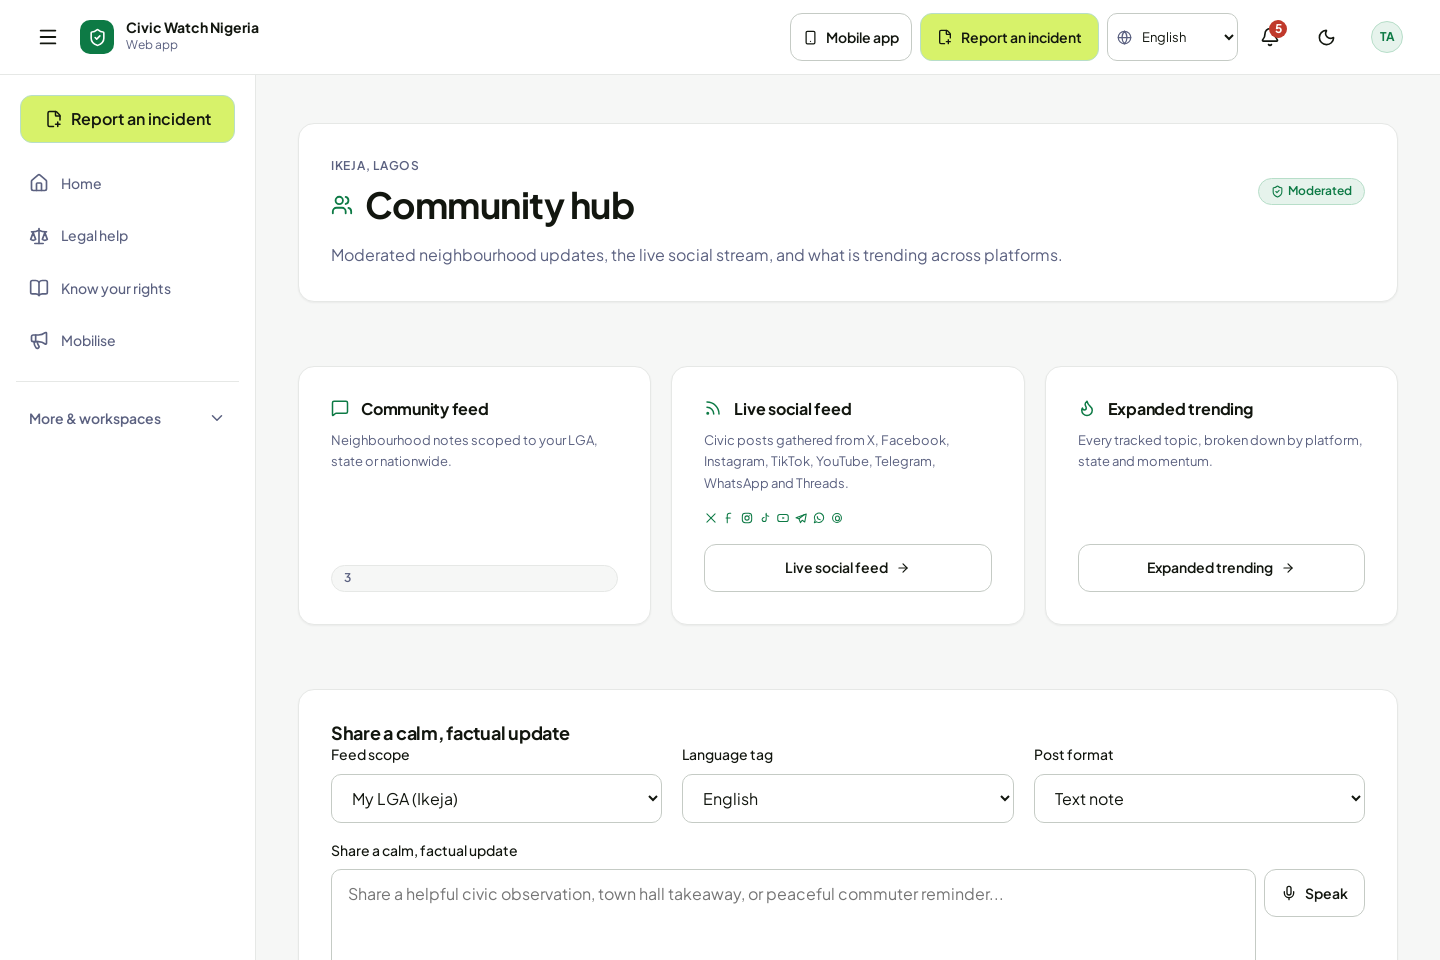 Civic Watch Nigeria
Web app
Mobile app
Report an incident
English
5
TA
Report an incident
Home
Legal help
Know your rights
Mobilise
More & workspaces
IKEJA, LAGOS
Community hub
Moderated
Moderated neighbourhood updates, the live social stream, and what is trending across platforms.
Community feed
Neighbourhood notes scoped to your LGA,
state or nationwide.
3
Live social feed
Civic posts gathered from X, Facebook,
Instagram, TikTok, YouTube, Telegram,
WhatsApp and Threads.
Live social feed
Expanded trending
Every tracked topic, broken down by platform,
state and momentum.
Expanded trending
Share a calm, factual update
Feed scope
Language tag
Post format
My LGA (Ikeja)
English
Text note
Share a calm, factual update
Share a helpful civic observation, town hall takeaway, or peaceful commuter reminder...
Speak